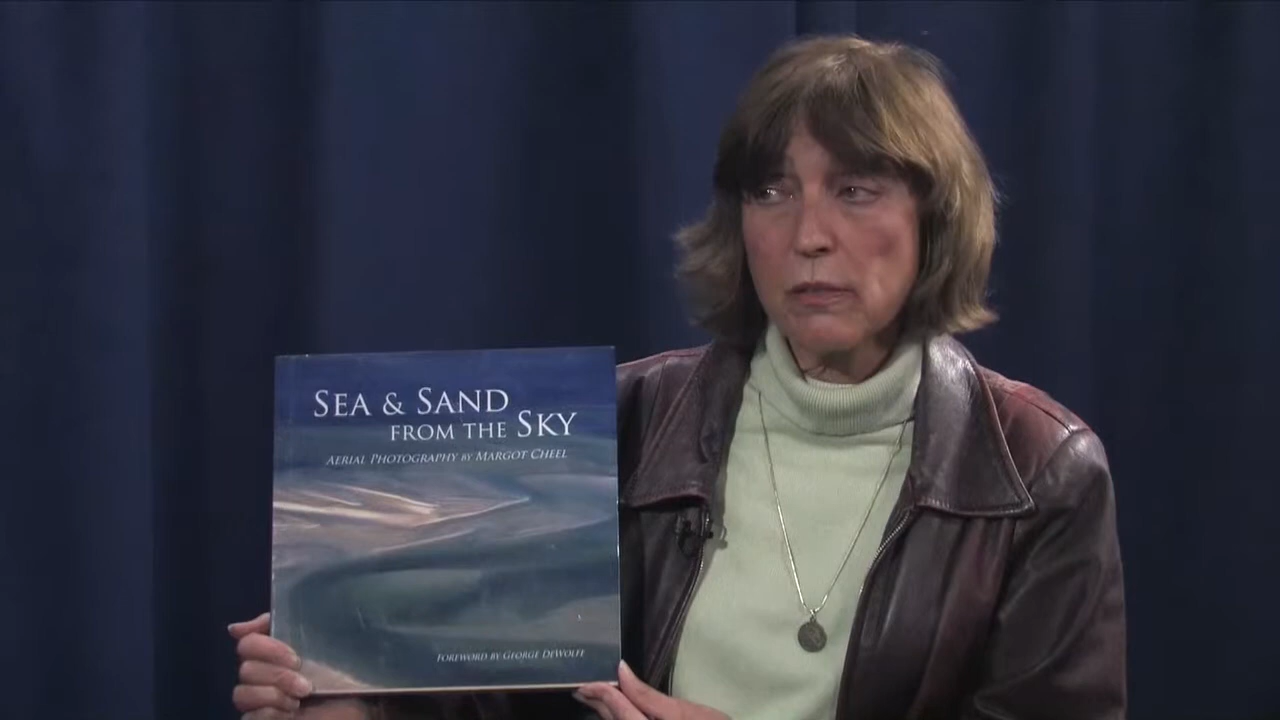 SEA & SAND
FROM THE SKY
AERIAL PHOTOGRAPHY BY MARGOT CHEEL
FOREWORD BY GEORGE DEWOLFE